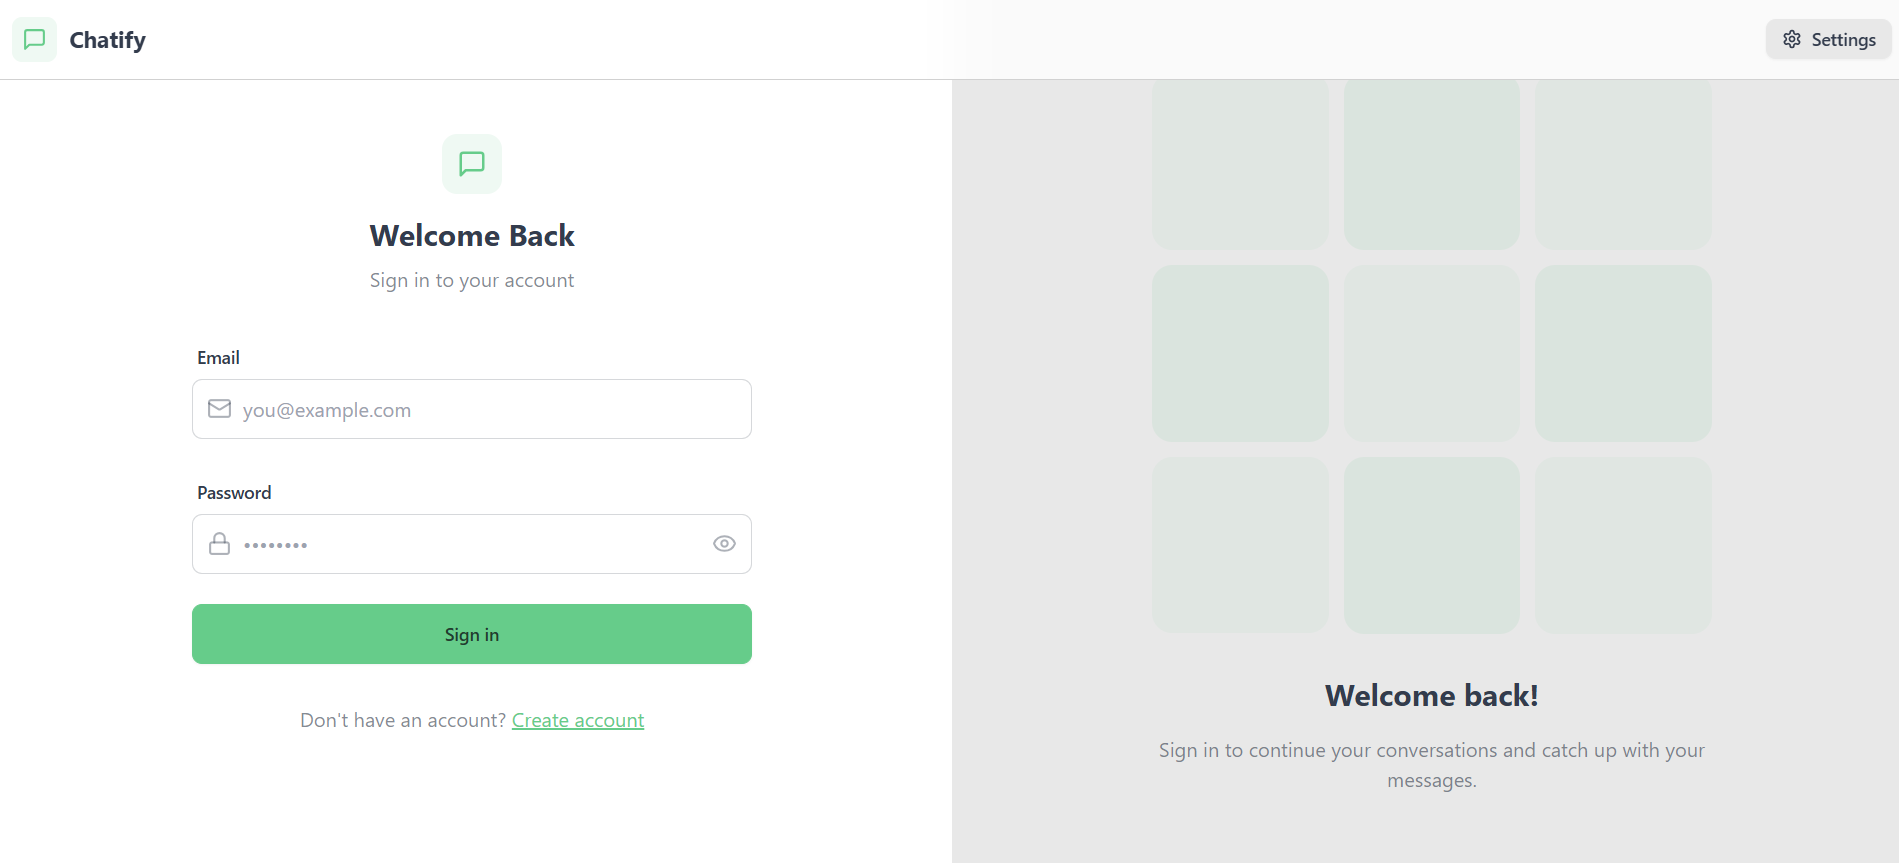 Chatify
Settings
Welcome Back
Sign in to your account
Email
you@example.com
Password
••••••••
Sign in
Don't have an account? Create account
Welcome back!
Sign in to continue your conversations and catch up with your
messages.